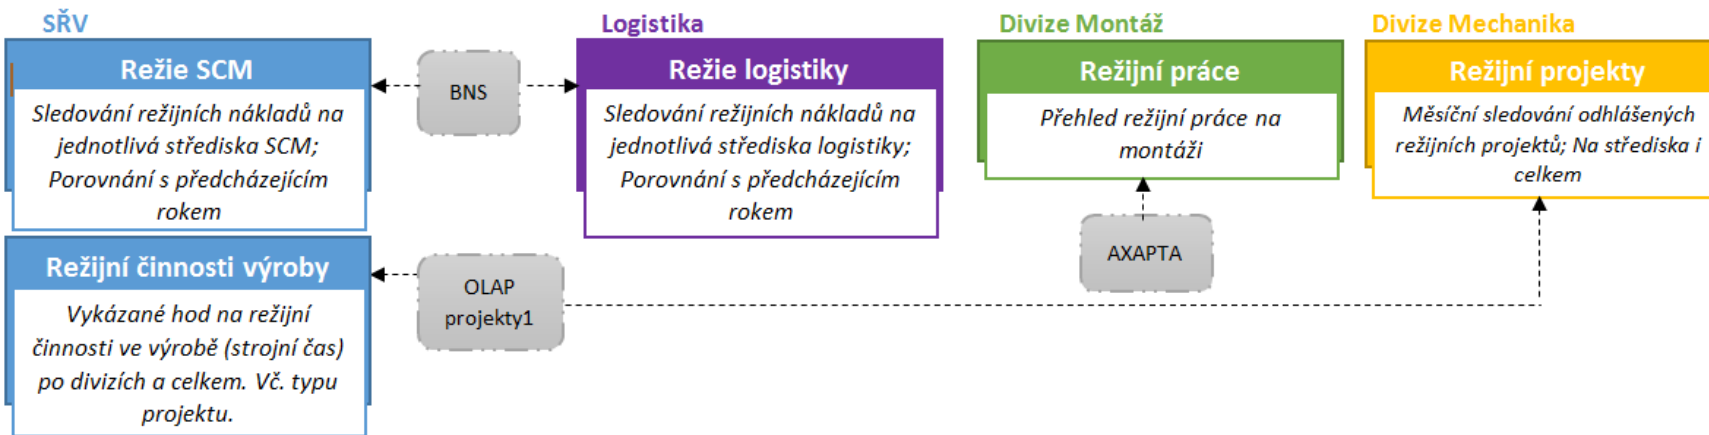 SŘV
Režie SCM
Sledování režijních nákladů na
jednotlivá střediska SCM;
Porovnání s předcházejícím
rokem
Režijní činnosti výroby
Vykázané hod na režijní
činnosti ve výrobě (strojní čas)
po divizích a celkem. Vč. typu
projektu.
BNS
OLAP
projekty1
Logistika
Režie logistiky
Sledování režijních nákladů na
jednotlivá střediska logistiky;
Porovnání s předcházejícím
rokem
Divize Montáž
Režijní práce
Přehled režijní práce na
montáži
AXAPTA
Divize Mechanika
Režijní projekty
Měsíční sledování odhlášených
režijních projektů; Na střediska i
celkem